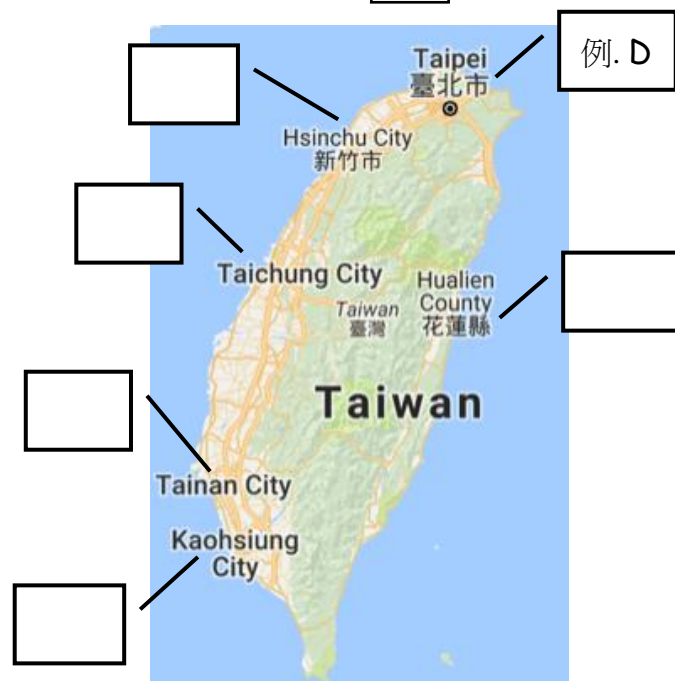 例. D
Taipei
臺北市
Hsinchu City
新竹市
Taichung City
Hualien
County
花蓮縣
Taiwan
臺灣
Taiwan
Tainan City
Kaohsiung
City